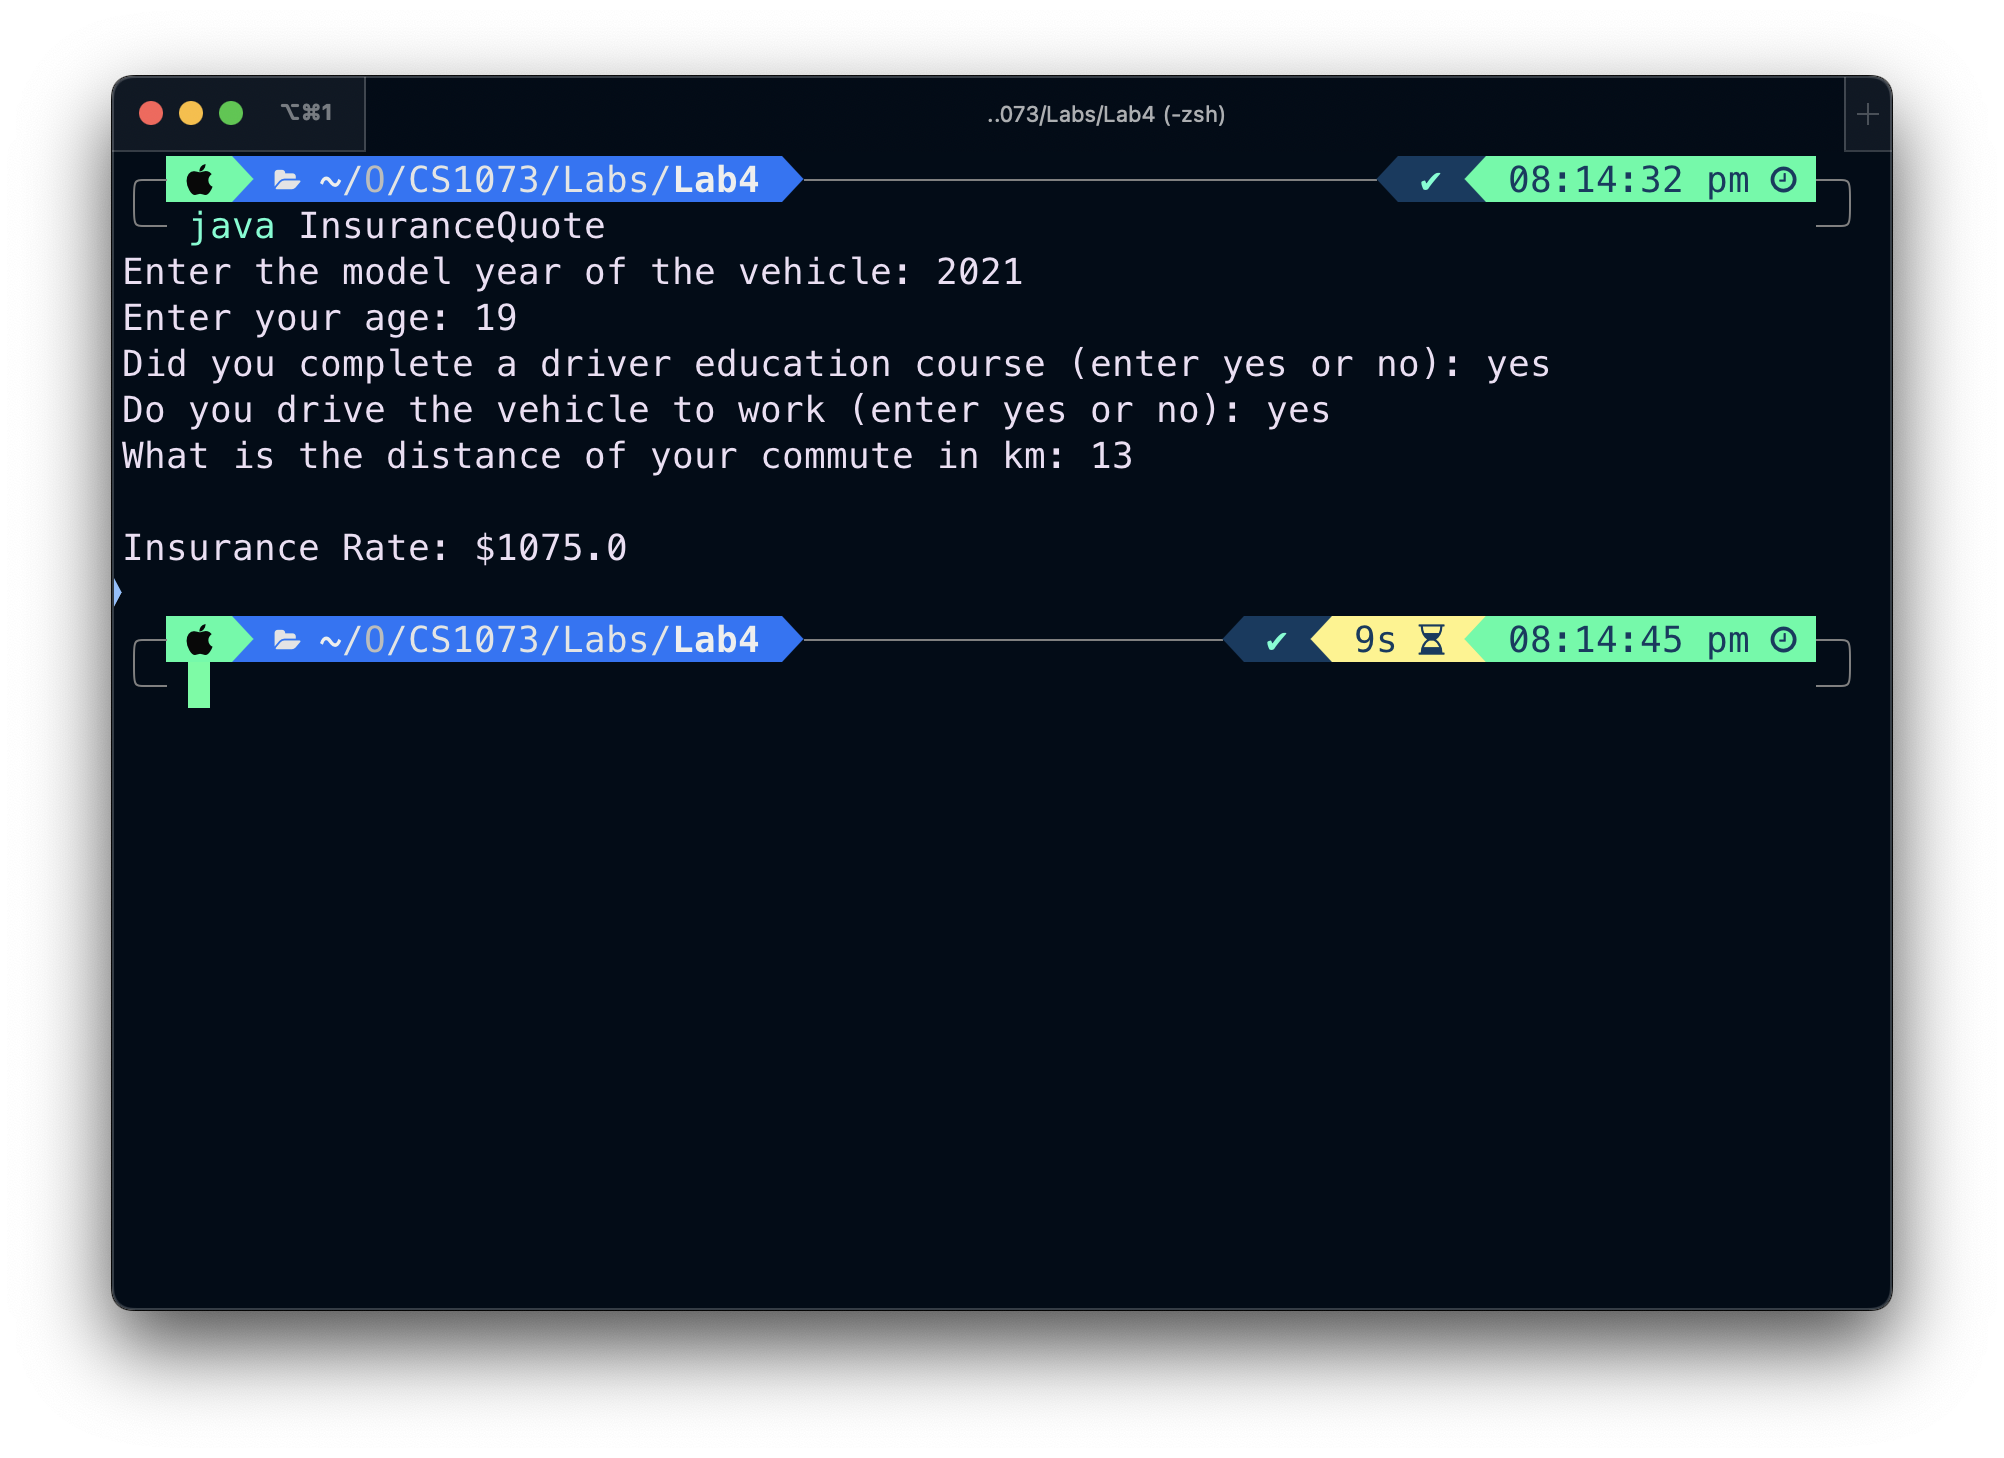 ⌥⌘1
..073/Labs/Lab4 (-zsh)
~/O/CS1073/Labs/Lab4 ✔ 08:14:32 pm
java InsuranceQuote
Enter the model year of the vehicle: 2021
Enter your age: 19
Did you complete a driver education course (enter yes or no): yes
Do you drive the vehicle to work (enter yes or no): yes
What is the distance of your commute in km: 13
Insurance Rate: $1075.0
~/O/CS1073/Labs/Lab4 ✔ 9s 08:14:45 pm